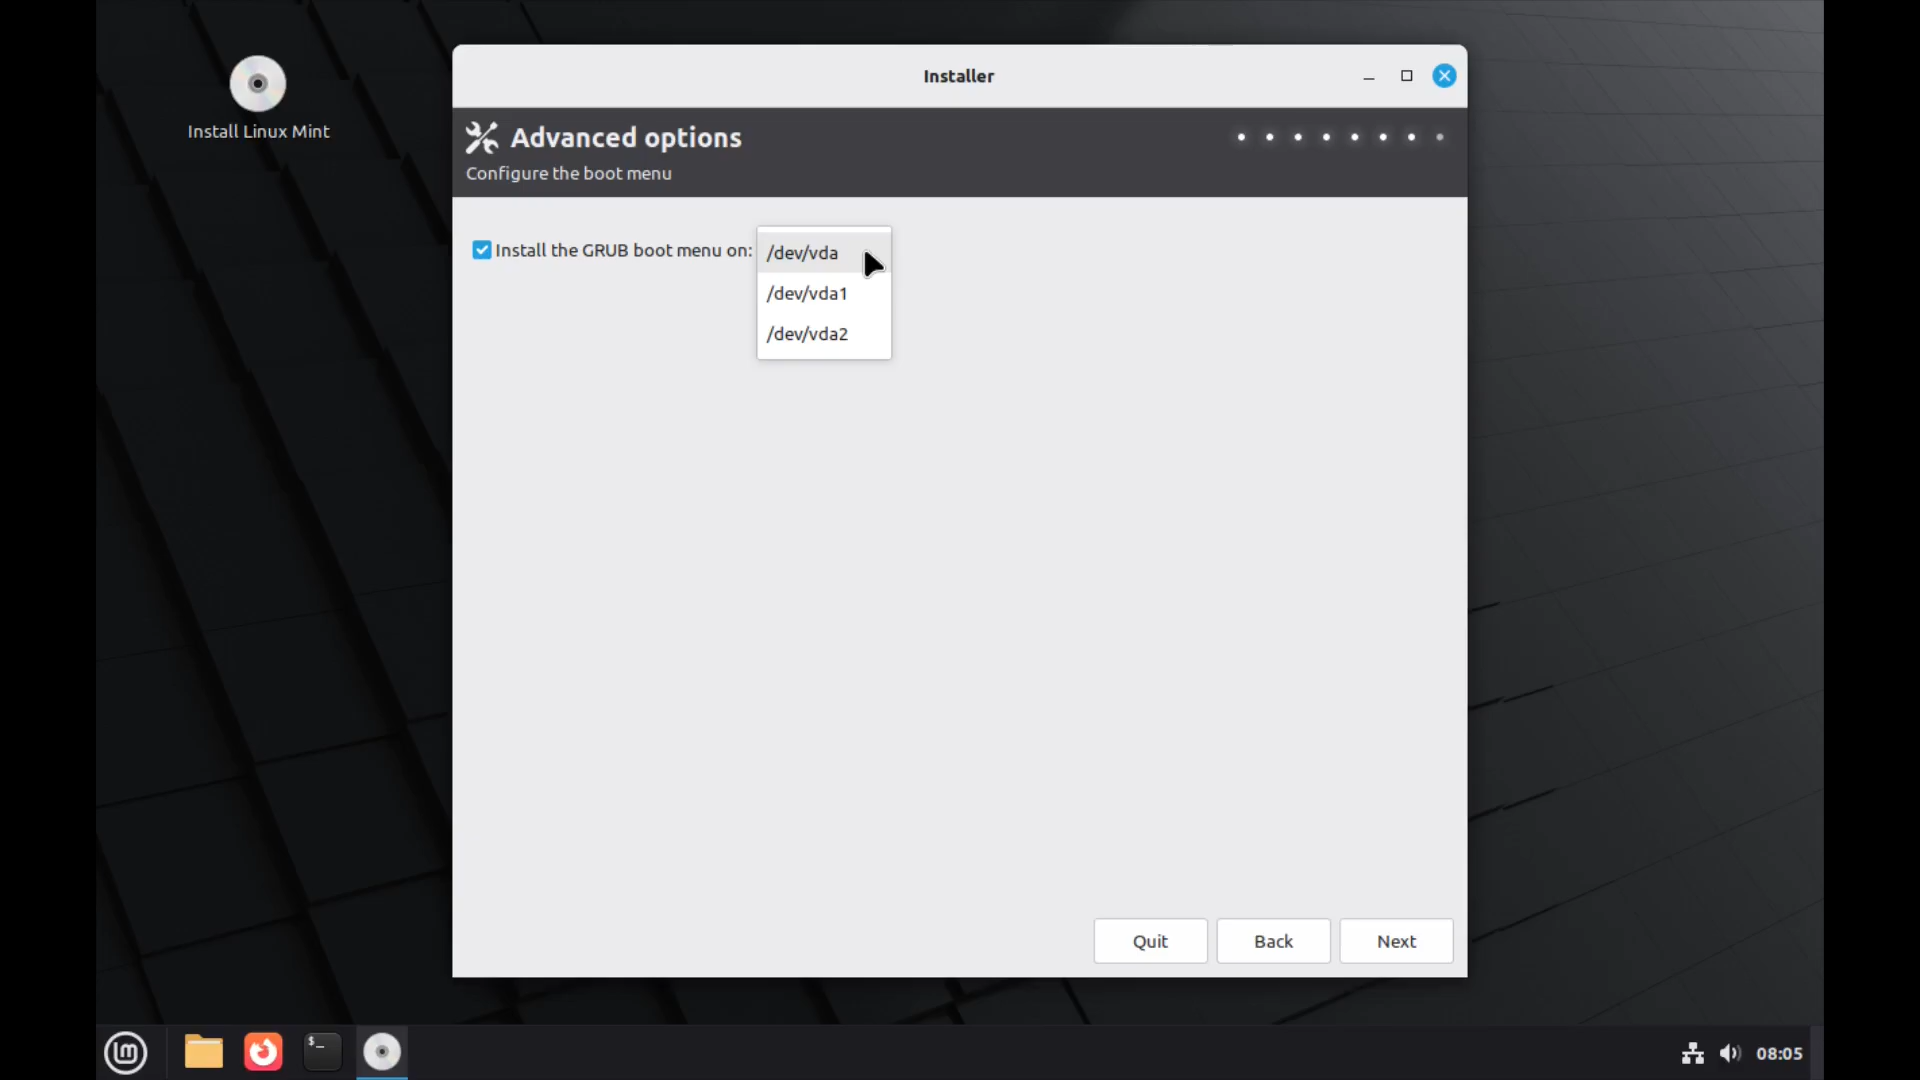 Install Linux Mint
Installer
Advanced options
Configure the boot menu
Install the GRUB boot menu on:
/dev/vda
/dev/vda1
/dev/vda2
Quit
Back
Next
$_
lm
08:05